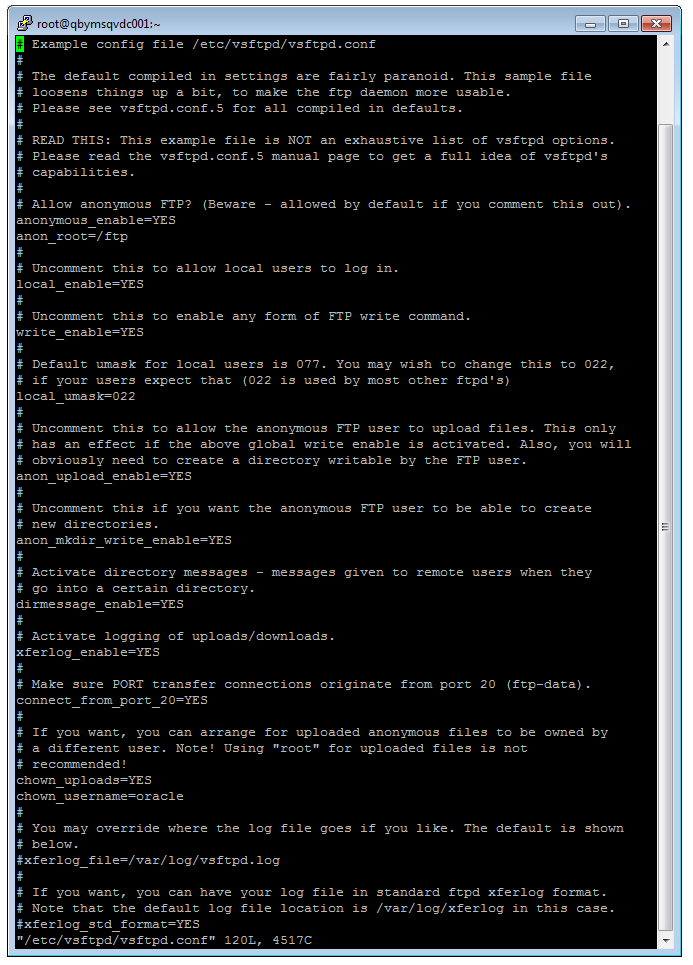 root@qbymsqvdc001:~
# Example config file /etc/vsftpd/vsftpd.conf
#
# The default compiled in settings are fairly paranoid. This sample file
# loosens things up a bit, to make the ftp daemon more usable.
# Please see vsftpd.conf.5 for all compiled in defaults.
#
# READ THIS: This example file is NOT an exhaustive list of vsftpd options.
# Please read the vsftpd.conf.5 manual page to get a full idea of vsftpd's
# capabilities.
#
# Allow anonymous FTP? (Beware - allowed by default if you comment this out).
anonymous_enable=YES
anon_root=/ftp
#
# Uncomment this to allow local users to log in.
local_enable=YES
#
# Uncomment this to enable any form of FTP write command.
write_enable=YES
#
# Default umask for local users is 077. You may wish to change this to 022,
# if your users expect that (022 is used by most other ftpd's)
local_umask=022
#
# Uncomment this to allow the anonymous FTP user to upload files. This only
# has an effect if the above global write enable is activated. Also, you will
# obviously need to create a directory writable by the FTP user.
anon_upload_enable=YES
#
# Uncomment this if you want the anonymous FTP user to be able to create
# new directories.
anon_mkdir_write_enable=YES
#
# Activate directory messages - messages given to remote users when they
# go into a certain directory.
dirmessage_enable=YES
#
# Activate logging of uploads/downloads.
xferlog_enable=YES
#
# Make sure PORT transfer connections originate from port 20 (ftp-data).
connect_from_port_20=YES
#
# If you want, you can arrange for uploaded anonymous files to be owned by
# a different user. Note! Using "root" for uploaded files is not
# recommended!
chown_uploads=YES
chown_username=oracle
#
# You may override where the log file goes if you like. The default is shown
# below.
#xferlog_file=/var/log/vsftpd.log
#
# If you want, you can have your log file in standard ftpd xferlog format.
# Note that the default log file location is /var/log/xferlog in this case.
#xferlog_std_format=YES
"/etc/vsftpd/vsftpd.conf" 120L, 4517C